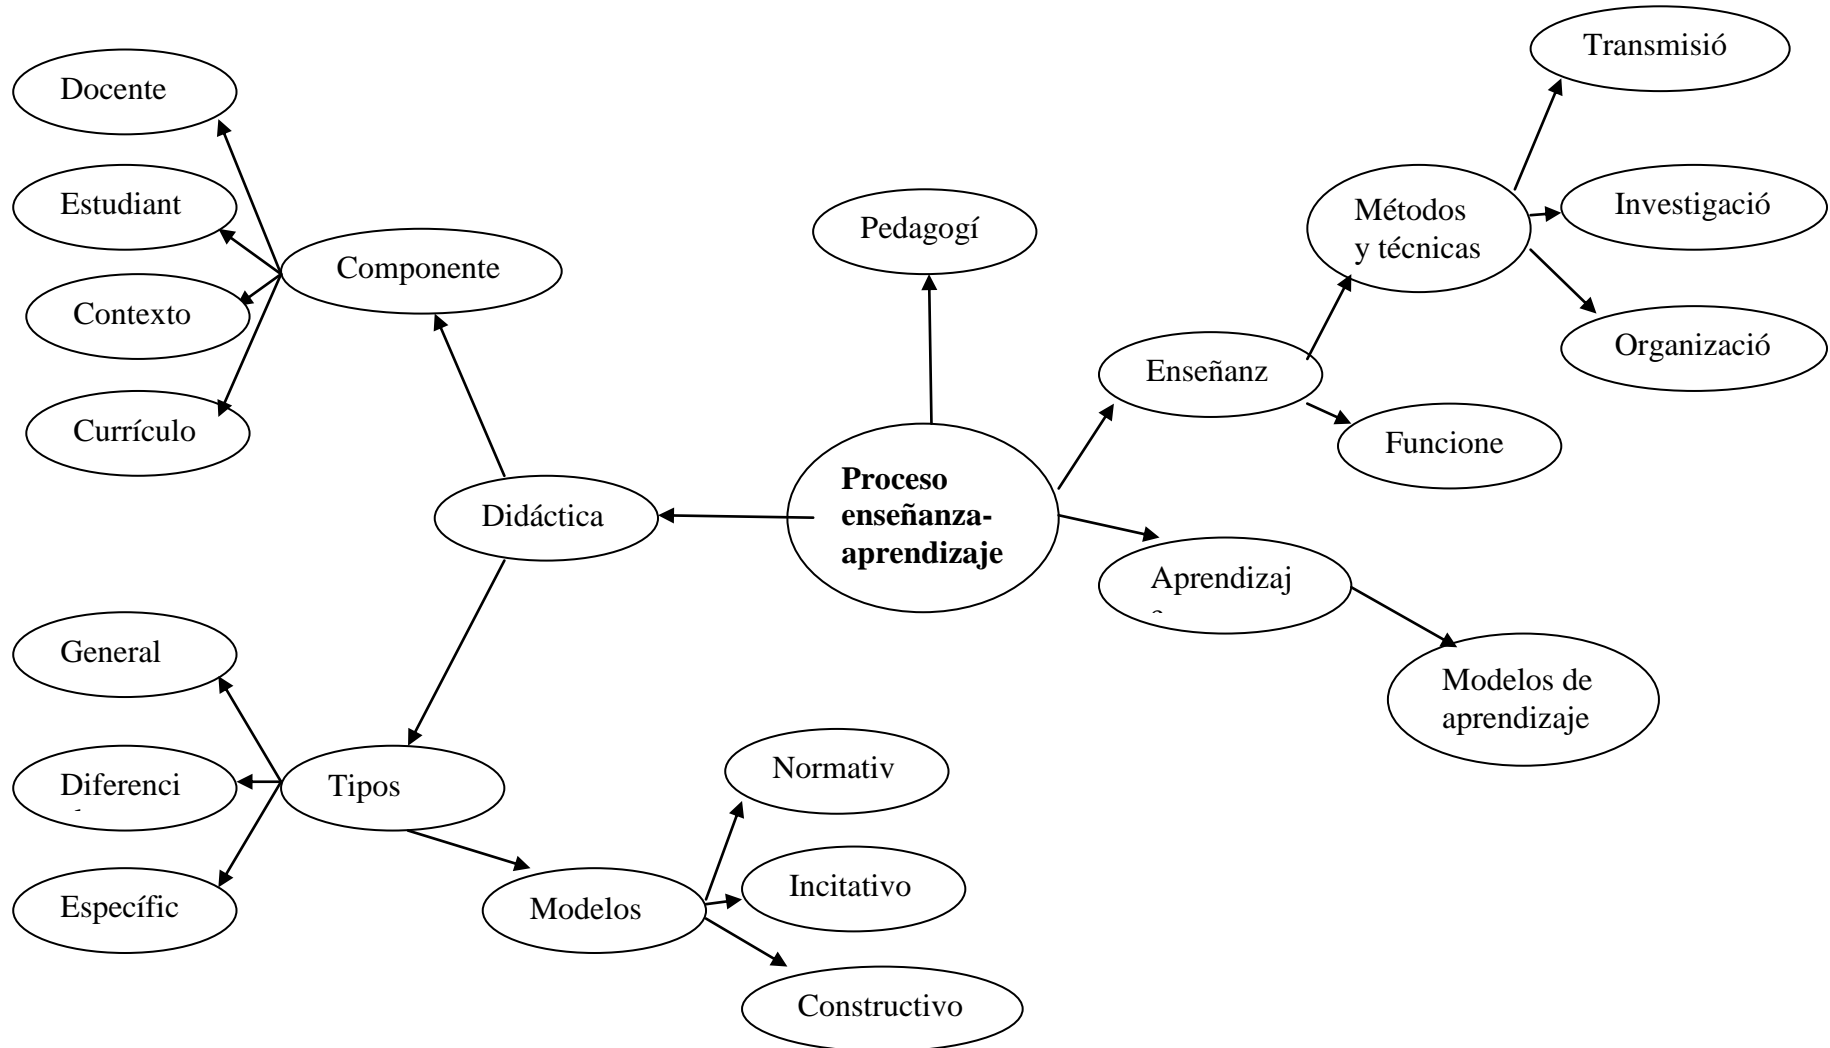 Transmisió
Docente
Estudiant
Métodos
y técnicas
Investigació
Pedagogí
Componente
Contexto
Organizació
Enseñanz
Currículo
Funcione
Proceso
enseñanza-
aprendizaje
Didáctica
Aprendizaj
General
Modelos de
aprendizaje
Normativ
Diferenci
Tipos
Incitativo
Específic
Modelos
Constructivo